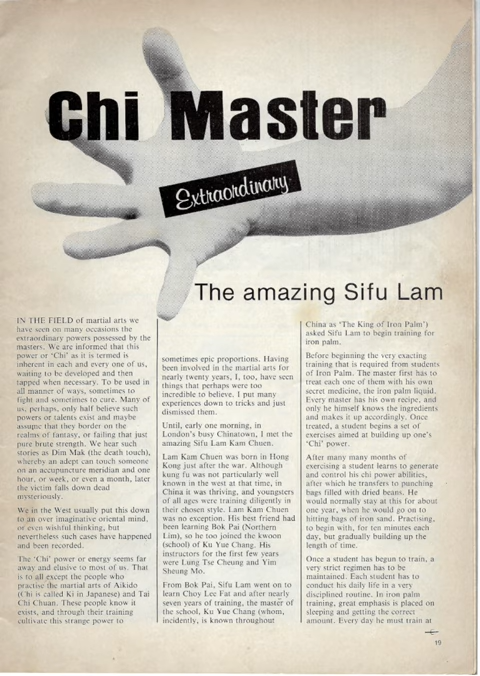 Chi Master
Extraordinary
The amazing Sifu Lam
IN THE FIELD of martial arts we
have seen on many occasions the
extraordinary powers possessed by the
masters. We are informed that this
power or 'Chi' as it is termed is
inherent in each and every one of us,
waiting to be developed and then
tapped when necessary. To be used in
all manner of ways, sometimes to
fight and sometimes to cure. Many of
us, perhaps, only half believe such
powers or talents exist and maybe
assume that they border on the
realms of fantasy, or failing that just
pure brute strength. We hear such
stories as Dim Mak (the death touch),
whereby an adept can touch someone
on an accupuncture meridian and one
hour, or week, or even a month, later
the victim falls down dead
mysteriously.
We in the West usually put this down
to an over imaginative oriental mind,
or even wishful thinking, but
nevertheless such cases have happened
and been recorded.
The 'Chi' power or energy seems far
away and elusive to most of us. That
is to all except the people who
practise the martial arts of Aikido
(Chi is called Ki in Japanese) and Tai
Chi Chuan. These people know it
exists, and through their training
cultivate this strange power to
sometimes epic proportions. Having
been involved in the martial arts for
nearly twenty years, I, too, have seen
things that perhaps were too
incredible to believe. I put many
experiences down to tricks and just
dismissed them.
Until, early one morning, in
London's busy Chinatown, I met the
amazing Sifu Lam Kam Chuen.
Lam Kam Chuen was born in Hong
Kong just after the war. Although
kung fu was not particularly well
known in the west at that time, in
China it was thriving, and youngsters
of all ages were training diligently in
their chosen style. Lam Kam Chuen
was no exception. His best friend had
been learning Bok Pai (Northern
Lim), so he too joined the kwoon
(school) of Ku Yue Chang. His
instructors for the first few years
were Lung Tse Cheung and Yim
Sheung Mo.
From Bok Pai, Sifu Lam went on to
learn Choy Lee Fat and after nearly
seven years of training, the master of
the school, Ku Yue Chang (whom,
incidently, is known throughout
China as 'The King of Iron Palm')
asked Sifu Lam to begin training for
iron palm.
Before beginning the very exacting
training that is required from students
of Iron Palm. The master first has to
treat each one of them with his own
secret medicine, the iron palm liquid.
Every master has his own recipe, and
only he himself knows the ingredients
and makes it up accordingly. Once
treated, a student begins a set of
exercises aimed at building up one's
'Chi' power.
After many many months of
exercising a student learns to generate
and control his chi power abilities,
after which he transfers to punching
bags filled with dried beans. He
would normally stay at this for about
one year, when he would go on to
hitting bags of iron sand. Practising,
to begin with, for ten minutes each
day, but gradually building up the
length of time.
Once a student has begun to train, a
very strict regimen has to be
maintained. Each student has to
conduct his daily life in a very
disciplined routine. In iron palm
training, great emphasis is placed on
sleeping and getting the correct
amount. Every day he must train at
19